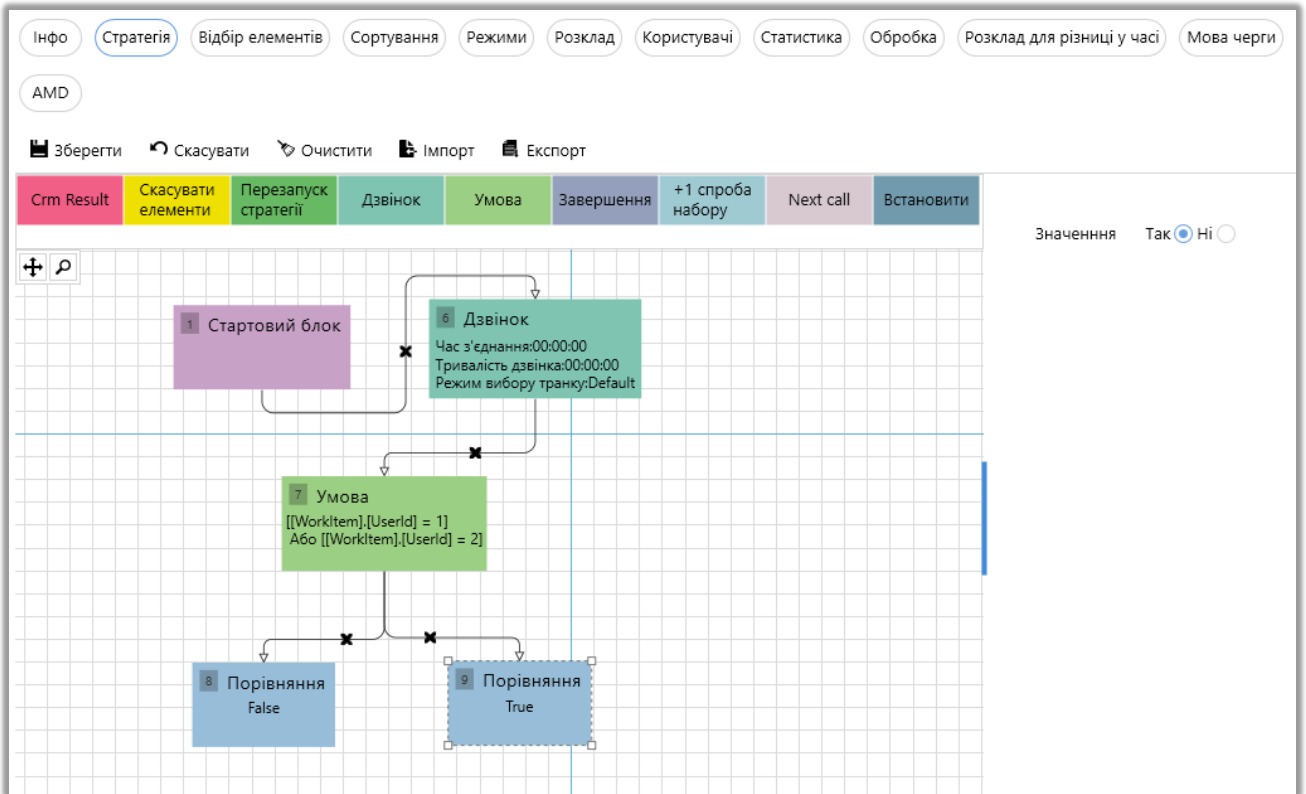 Інфо Стратегія Відбір елементів Сортування Режими Розклад Користувачі Статистика Обробка Розклад для різниці у часі Мова черги
AMD
Зберегти Скасувати Очистити Імпорт Експорт
Crm Result Скасувати елементи Перезапуск стратегії Дзвінок Умова Завершення +1 спроба набору Next call Встановити
Значенння Так Ні
1 Стартовий блок
6 Дзвінок
Час з'єднання:00:00:00
Тривалість дзвінка:00:00:00
Режим вибору транку:Default
7 Умова
[[WorkItem].[UserId] = 1]
Або [[WorkItem].[UserId] = 2]
8 Порівняння
False
9 Порівняння
True